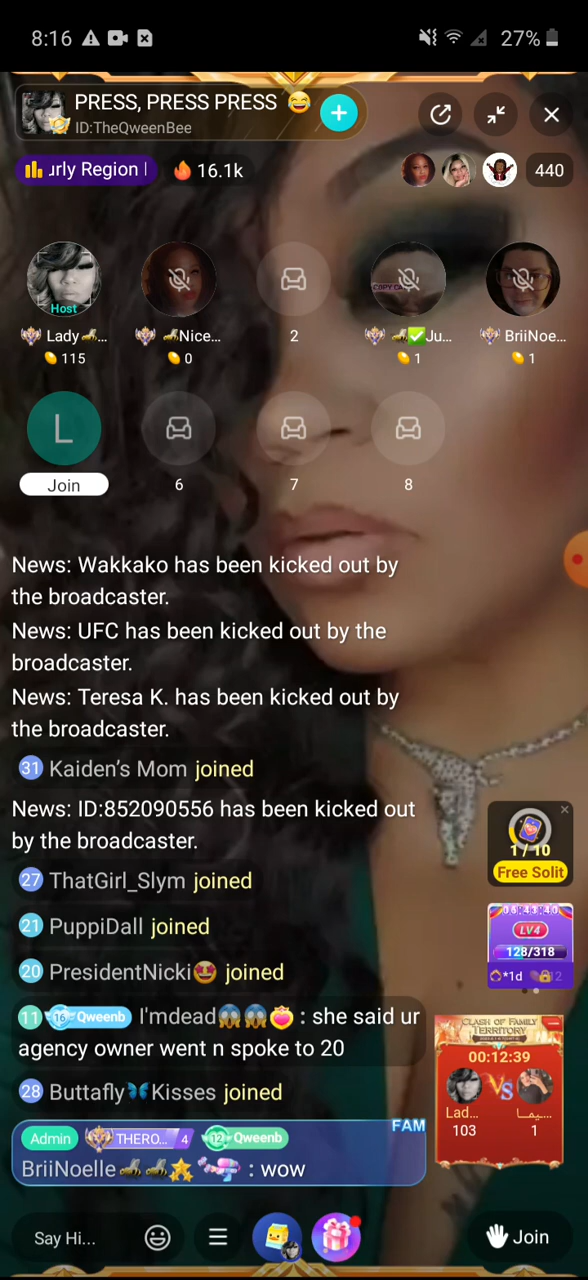 8:16
27%
PRESS, PRESS PRESS 😂
ID:TheQweenBee
ırly Region
16.1k
440
Host
COPY CA
Lady 🐝...
🐝Nice...
2
🐝✅Ju...
BriiNoe...
115
0
1
1
L
Join
6
7
8
News: Wakkako has been kicked out by
the broadcaster.
News: UFC has been kicked out by the
broadcaster.
News: Teresa K. has been kicked out by
the broadcaster.
31 Kaiden’s Mom joined
News: ID:852090556 has been kicked out
by the broadcaster.
1 / 10
Free Solit
27 ThatGirl_Slym joined
21 PuppiDall joined
LV4
128/318
*1d
20 PresidentNicki🤩 joined
11 16 Qweenb I'mdead😱😱👑 : she said ur
agency owner went n spoke to 20
CLASH OF FAMILY
TERRITORY
00:12:39
VS
Lad...
103
1
28 Buttafly🦋Kisses joined
FAM
Admin THERO... 4 12 Qweenb
BriiNoelle🐝🐝🌟🔫 : wow
Say Hi...
Join